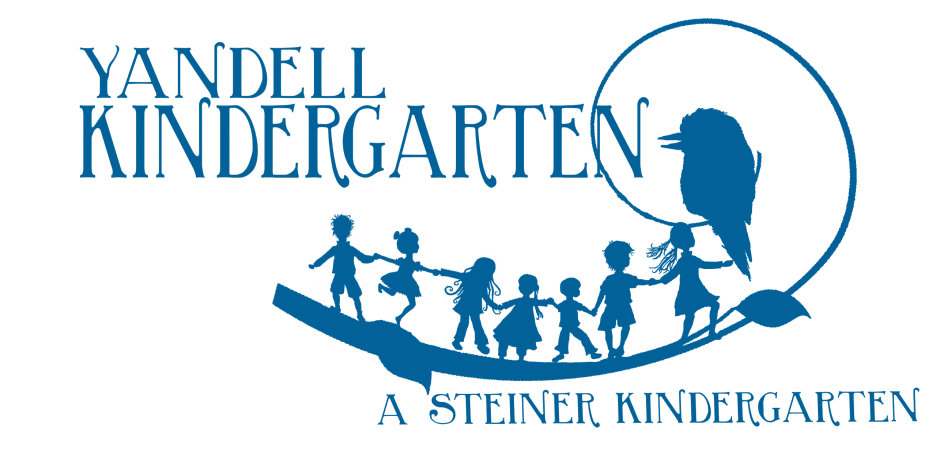 YANDELL
KINDERGARTEN
A STEINER KINDERGARTEN